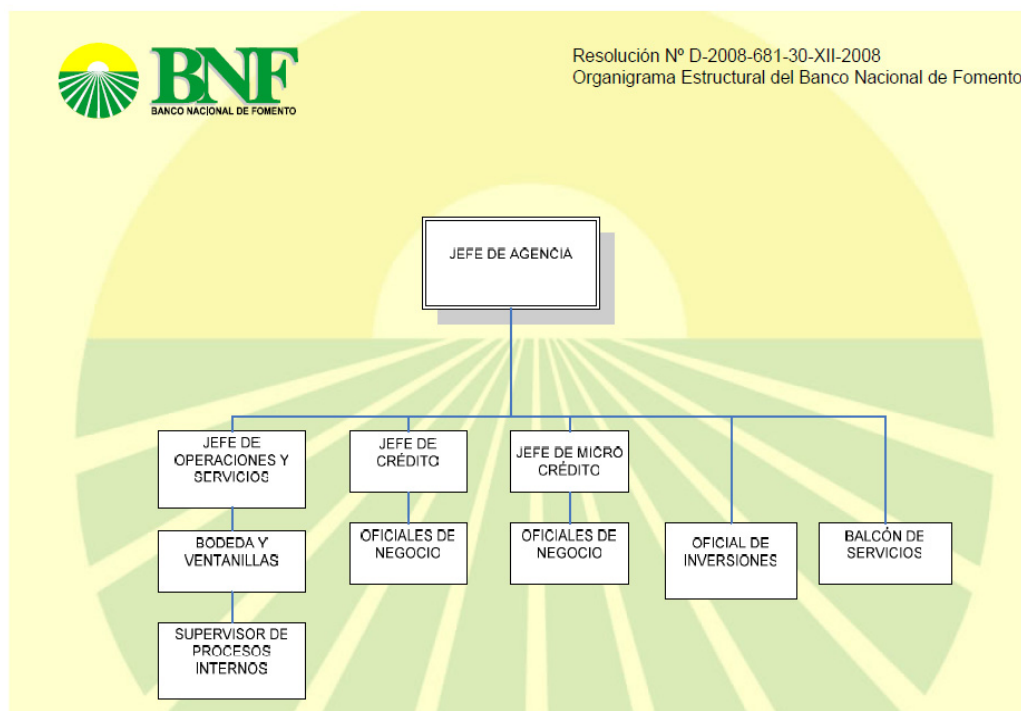 BNF
BANCO NACIONAL DE FOMENTO
Resolución Nº D-2008-681-30-XII-2008
Organigrama Estructural del Banco Nacional de Fomento
JEFE DE AGENCIA
JEFE DE
OPERACIONES Y
SERVICIOS
JEFE DE
CRÉDITO
JEFE DE MICRO
CRÉDITO
BODEDA Y
VENTANILLAS
OFICIALES DE
NEGOCIO
OFICIALES DE
NEGOCIO
OFICIAL DE
INVERSIONES
BALCÓN DE
SERVICIOS
SUPERVISOR DE
PROCESOS
INTERNOS